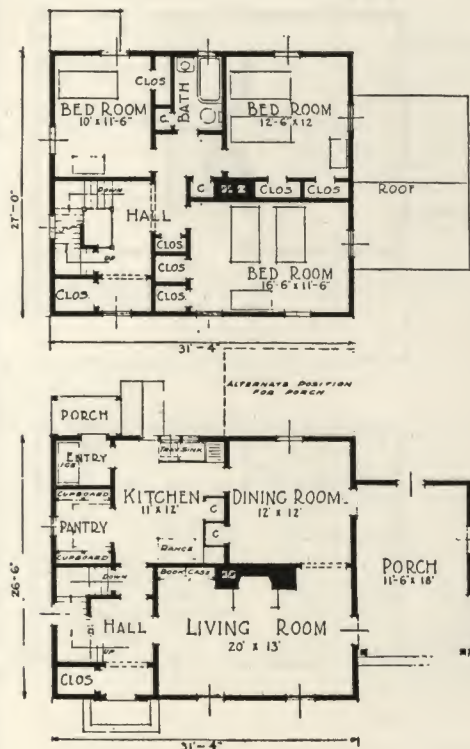 CLOS.
BATH
C
BED ROOM
10' X 11'-6"
BED ROOM
12'-6" X 12
27'-0"
DOWN
HALL
C
CLOS
CLOS
ROOF
UP
CLOS
CLOS
CLOS
CLOS.
BED ROOM
16'-6" X 11'-6"
31'-4"
ALTERNATE POSITION
FOR PORCH
PORCH
ENTRY
ICE
TRAY
SINK
CUPBOARD
KITCHEN
11' X 12'
C
C
DINING ROOM
12' X 12'
PANTRY
CUPBOARD
RANGE
PORCH
11'-6" X 18'
26'-6"
DOWN
BOOK CASE
HALL
UP
LIVING ROOM
20' X 13'
CLOS
31'-4"